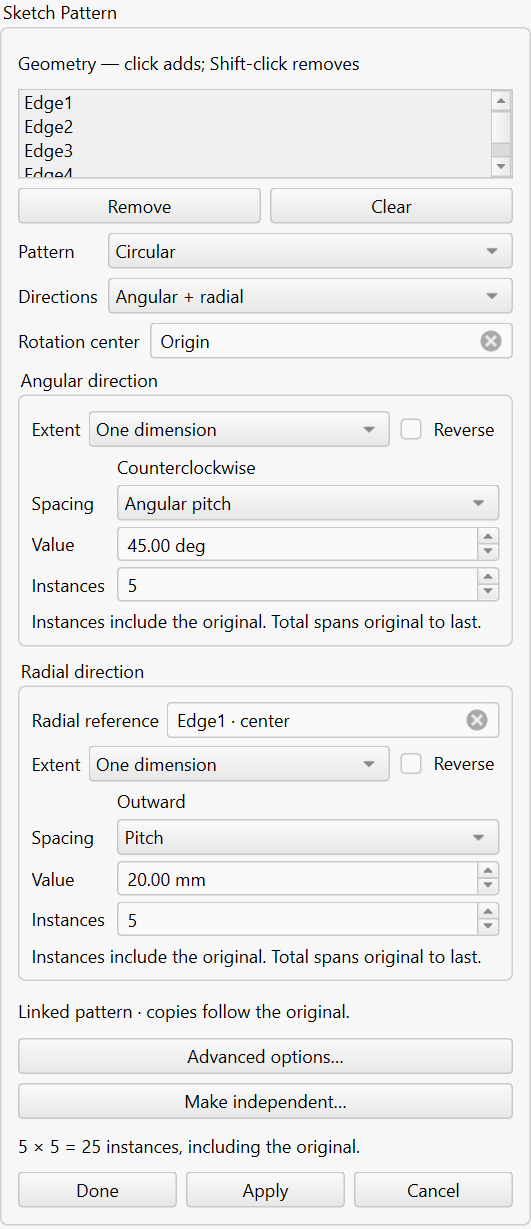 Sketch Pattern
Geometry — click adds; Shift-click removes
Edge1
Edge2
Edge3
Edge4
Remove Clear
Pattern Circular
Directions Angular + radial
Rotation center Origin
Angular direction
Extent One dimension Reverse
Counterclockwise
Spacing Angular pitch
Value 45.00 deg
Instances 5
Instances include the original. Total spans original to last.
Radial direction
Radial reference Edge1 · center
Extent One dimension Reverse
Outward
Spacing Pitch
Value 20.00 mm
Instances 5
Instances include the original. Total spans original to last.
Linked pattern · copies follow the original.
Advanced options...
Make independent...
5 × 5 = 25 instances, including the original.
Done Apply Cancel